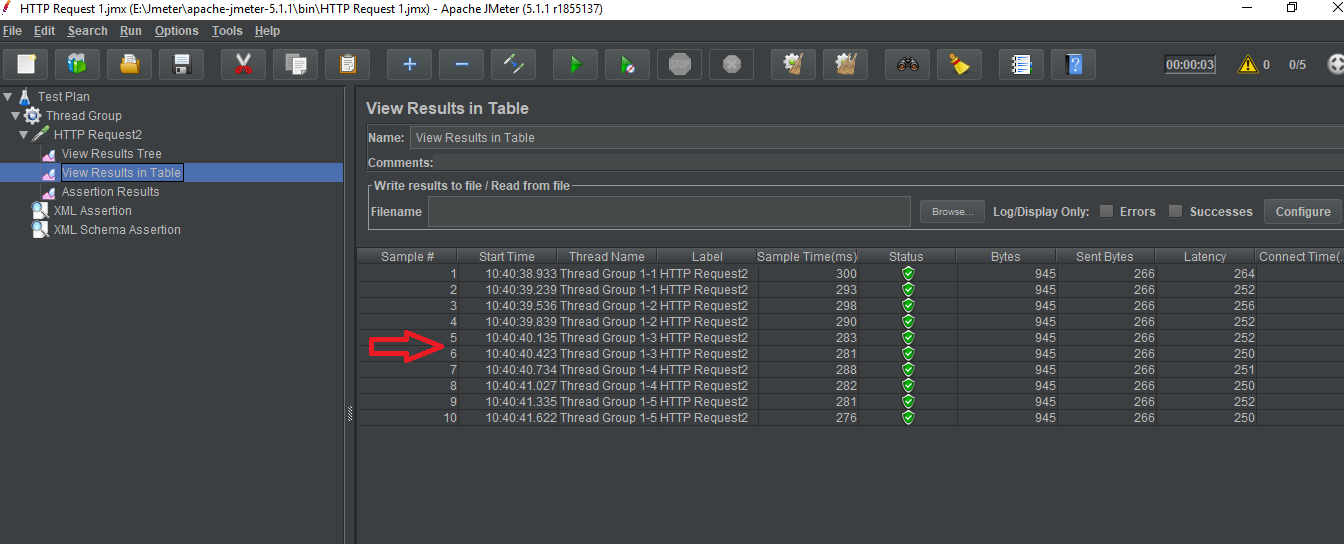 HTTP Request 1.jmx (E:\Jmeter\apache-jmeter-5.1.1\bin\HTTP Request 1.jmx) - Apache JMeter (5.1.1 r1855137)
File Edit Search Run Options Tools Help
STOP 00:00:03 0 0/5
Test Plan
Thread Group
HTTP Request2
View Results Tree
View Results in Table
Assertion Results
XML Assertion
XML Schema Assertion
View Results in Table
Name: View Results in Table
Comments:
Write results to file / Read from file
Filename Browse... Log/Display Only: Errors Successes Configure
Sample # Start Time Thread Name Label Sample Time(ms) Status Bytes Sent Bytes Latency Connect Time(...
1 10:40:38.933 Thread Group 1-1 HTTP Request2 300 945 266 264
2 10:40:39.239 Thread Group 1-1 HTTP Request2 293 945 266 252
3 10:40:39.536 Thread Group 1-2 HTTP Request2 298 945 266 256
4 10:40:39.839 Thread Group 1-2 HTTP Request2 290 945 266 252
5 10:40:40.135 Thread Group 1-3 HTTP Request2 283 945 266 252
6 10:40:40.423 Thread Group 1-3 HTTP Request2 281 945 266 250
7 10:40:40.734 Thread Group 1-4 HTTP Request2 288 945 266 251
8 10:40:41.027 Thread Group 1-4 HTTP Request2 282 945 266 250
9 10:40:41.335 Thread Group 1-5 HTTP Request2 281 945 266 252
10 10:40:41.622 Thread Group 1-5 HTTP Request2 276 945 266 250